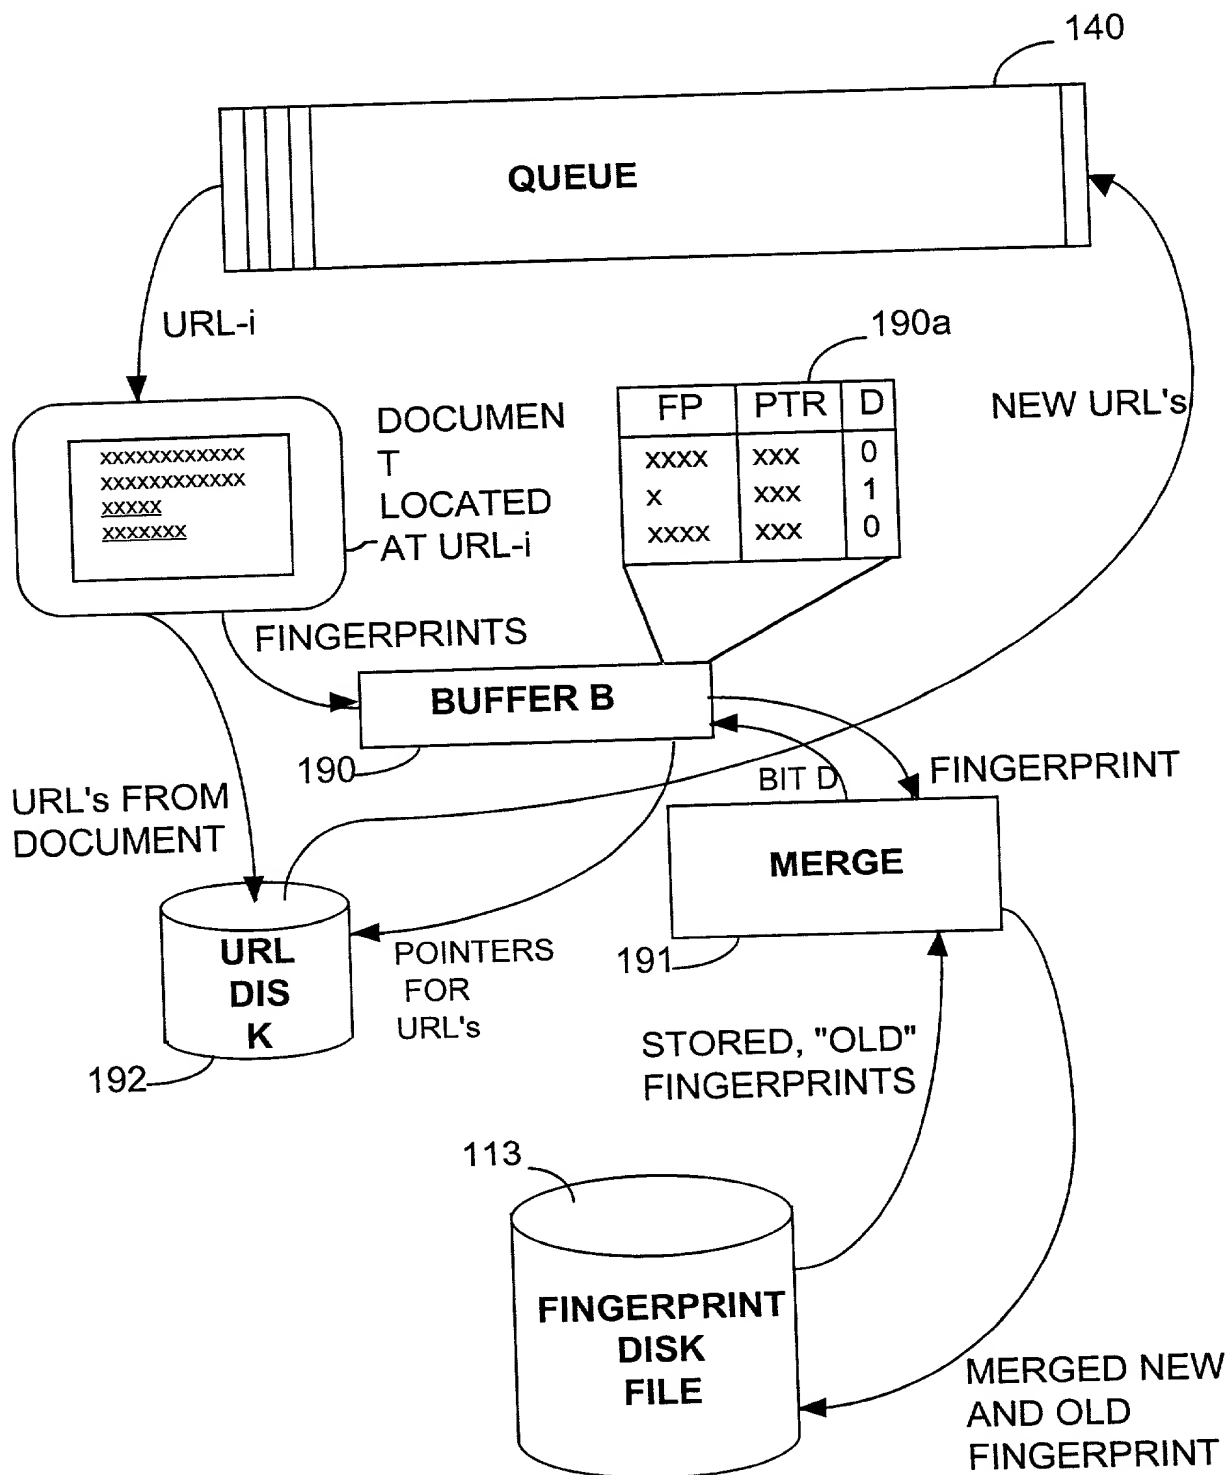 140
QUEUE
URL-i
190a
FP PTR D
xxxx xxx 0
x xxx 1
xxxx xxx 0
NEW URL's
xxxxxxxxxxxx
xxxxxxxxxxxx
xxxxx
xxxxxxx
DOCUMEN
T
LOCATED
AT URL-i
FINGERPRINTS
BUFFER B
190
BIT D
FINGERPRINT
URL's FROM
DOCUMENT
MERGE
191
URL
DIS
K
192
POINTERS
FOR
URL's
STORED, "OLD"
FINGERPRINTS
113
FINGERPRINT
DISK
FILE
MERGED NEW
AND OLD
FINGERPRINT